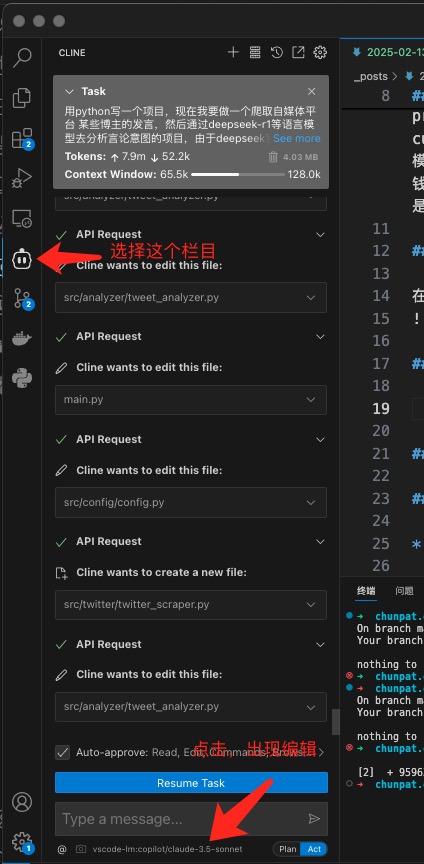 CLINE
2025-02-13
_posts
Task
用python写一个项目，现在我要做一个爬取自媒体平
台 某些博主的发言，然后通过deepseek-r1等语言模
型去分析言论意图的项目，由于deepseek
See more
Tokens: ↑ 7.9m ↓ 52.2k
4.03 MB
Context Window: 65.5k
128.0k
src/analyzer/tweet_analyzer.py
API Request
选择这个栏目
Cline wants to edit this file:
src/analyzer/tweet_analyzer.py
API Request
Cline wants to edit this file:
main.py
API Request
Cline wants to edit this file:
src/config/config.py
API Request
Cline wants to create a new file:
src/twitter/twitter_scraper.py
API Request
Cline wants to edit this file:
src/analyzer/tweet_analyzer.py
Auto-approve: Read, Edit, Commands, Brows...
点击，出现编辑
Resume Task
Type a message...
@
vscode-lm:copilot/claude-3.5-sonnet
Plan
Act
2
2
1
8 ##
pr
cu
模
钱
是
11
12 ##
13
14 在
15 !
16
17 ##
18
19
20
21 ##
22
23 ##
24
25 *
26
终端
问题
chunpat.
On branch ma
Your branch
nothing to
chunpat.
chunpat.
On branch ma
Your branch
nothing to
chunpat.
[2] + 9596
chunpat.